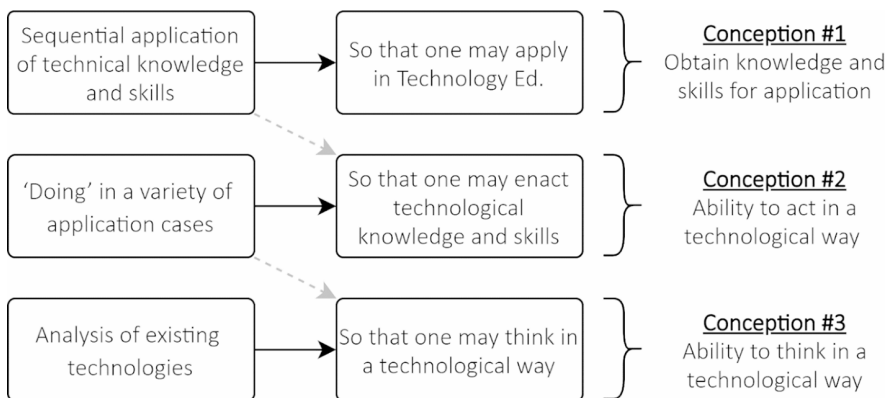 Sequential application
of technical knowledge
and skills
So that one may apply
in Technology Ed.
Conception #1
Obtain knowledge and
skills for application
‘Doing’ in a variety of
application cases
So that one may enact
technological
knowledge and skills
Conception #2
Ability to act in a
technological way
Analysis of existing
technologies
So that one may think in
a technological way
Conception #3
Ability to think in a
technological way